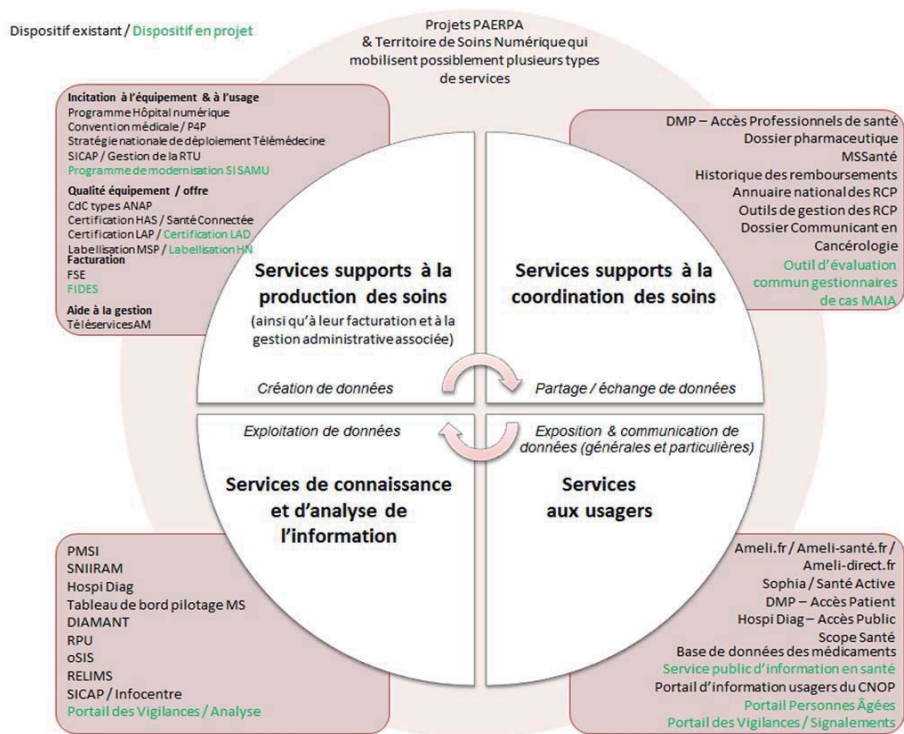 Dispositif existant / Dispositif en projet
Projets PAERPA
& Territoire de Soins Numérique qui
mobilisent possiblement plusieurs types
de services
Incitation à l'équipement & à l'usage
Programme Hôpital numérique
Convention médicale / P4P
Stratégie nationale de déploiement Télémédecine
SICAP / Gestion de la RTU
Programme de modernisation SI SAMU
Qualité équipement / offre
CdC types ANAP
Certification HAS / Santé Connectée
Certification LAP / Certification LAD
Labellisation MSP / Labellisation HN
Facturation
FSE
FIDES
Aide à la gestion
Téléservices AM
DMP – Accès Professionnels de santé
Dossier pharmaceutique
MSSanté
Historique des remboursements
Annuaire national des RCP
Outils de gestion des RCP
Dossier Communicant en
Cancérologie
Outil d'évaluation
commun gestionnaires
de cas MAIA
Services supports à la
production des soins
(ainsi qu'à leur facturation et à la
gestion administrative associée)
Création de données
Services supports à la
coordination des soins
Partage / échange de données
Exploitation de données
Services de connaissance
et d'analyse de
l'information
Exposition & communication de
données (générales et particulières)
Services
aux usagers
PMSI
SNIIRAM
Hospi Diag
Tableau de bord pilotage MS
DIAMANT
RPU
oSIS
RELIMS
SICAP / Infocentre
Portail des Vigilances / Analyse
Ameli.fr / Ameli-santé.fr /
Ameli-direct.fr
Sophia / Santé Active
DMP – Accès Patient
Hospi Diag – Accès Public
Scope Santé
Base de données des médicaments
Service public d'information en santé
Portail d'information usagers du CNOP
Portail Personnes Âgées
Portail des Vigilances / Signalements